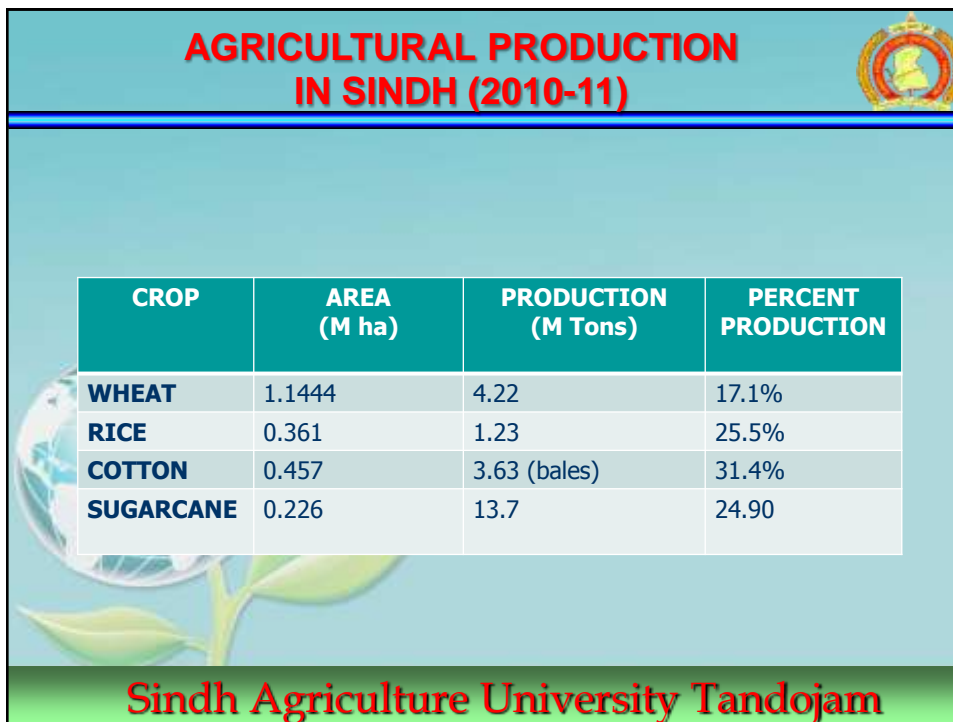 AGRICULTURAL PRODUCTION
IN SINDH (2010-11)
CROP AREA PRODUCTION PERCENT
(M ha) (M Tons) PRODUCTION
WHEAT 1.1444 4.22 17.1%
RICE 0.361 1.23 25.5%
COTTON 0.457 3.63 (bales) 31.4%
SUGARCANE 0.226 13.7 24.90
Sindh Agriculture University Tandojam